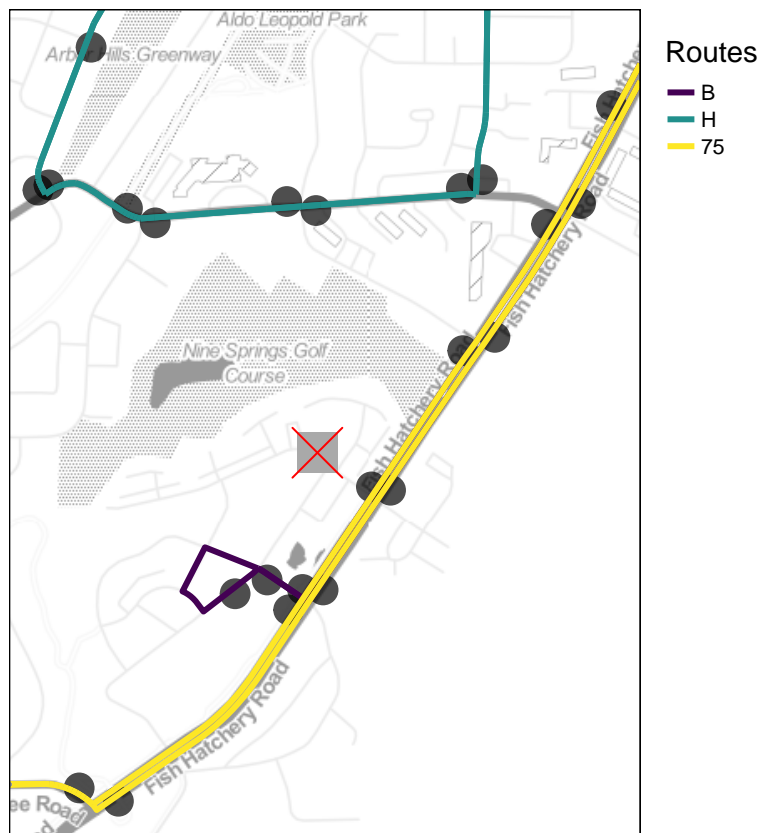 Aldo Leopold Park
Arbor Hills Greenway
Routes
B
H
75
Fish Hatchery
Fish Hatchery Road
Nine Springs Golf
Course
Fish Hatchery Road
Fish Hatchery Road
ee Road